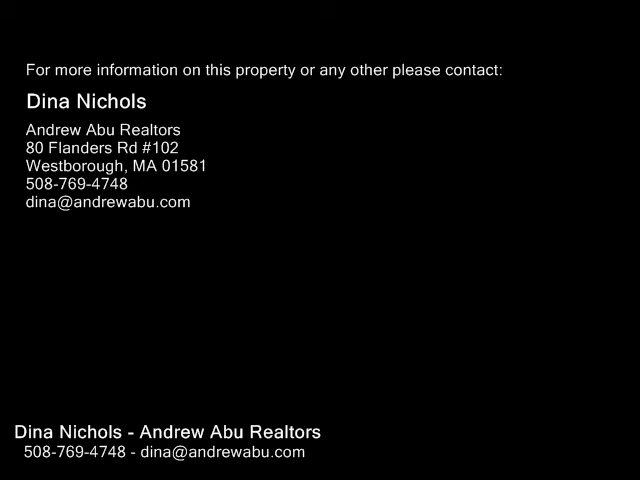 For more information on this property or any other please contact:
Dina Nichols
Andrew Abu Realtors
80 Flanders Rd #102
Westborough, MA 01581
508-769-4748
dina@andrewabu.com
Dina Nichols - Andrew Abu Realtors
508-769-4748 - dina@andrewabu.com